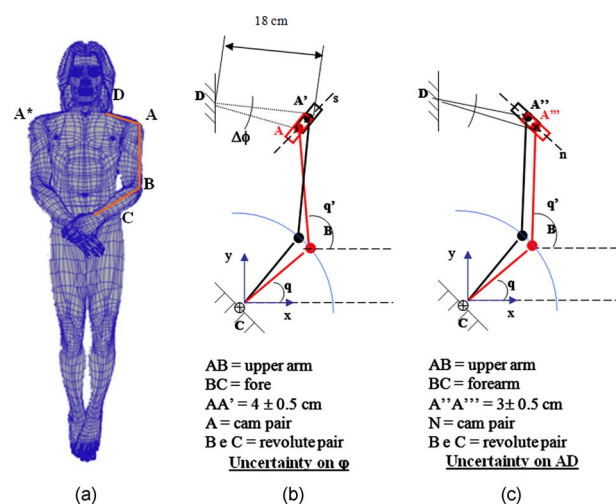 18 cm
D
A*
A
B
C
D
A'
s
A
Δϕ
q'
B
y
q
C
x
D
A''
A'''
n
q'
B
y
q
C
x
AB = upper arm
BC = fore
AA' = 4 ± 0.5 cm
A = cam pair
B e C = revolute pair
Uncertainty on φ
AB = upper arm
BC = forearm
A''A''' = 3± 0.5 cm
N = cam pair
B e C = revolute pair
Uncertainty on AD
(a)
(b)
(c)